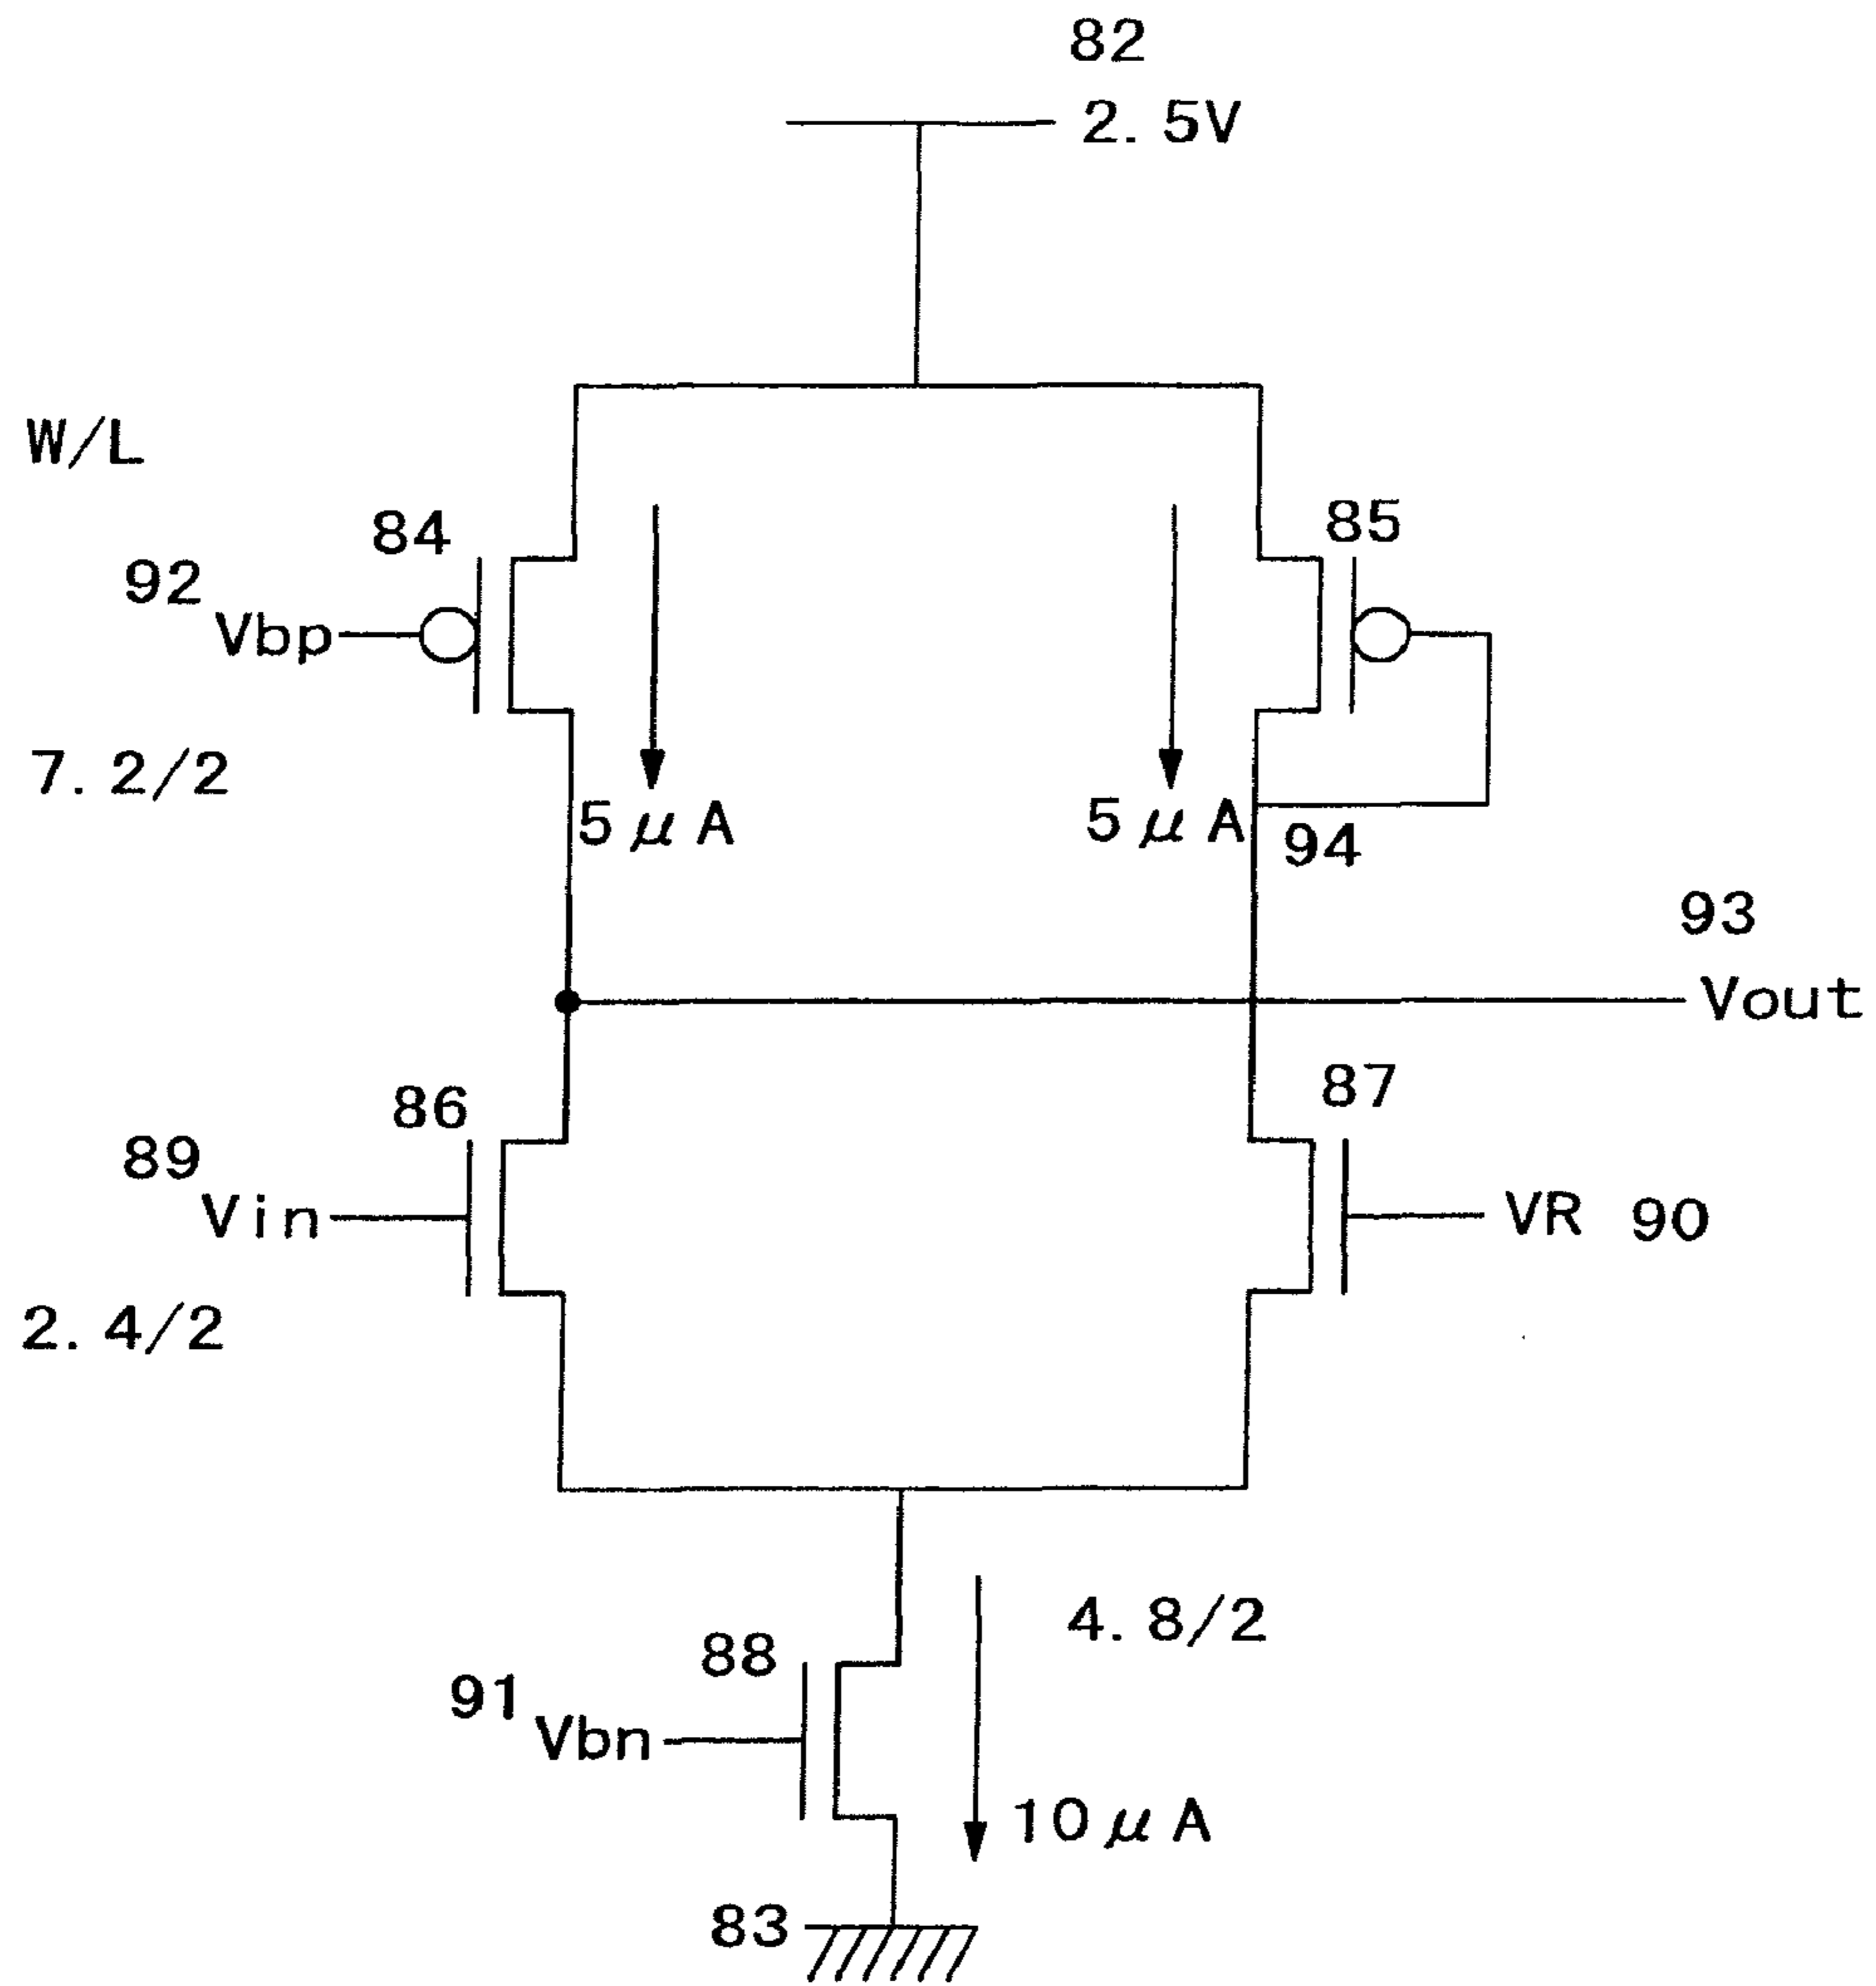 82
2. 5V
W/L
84
85
92
Vbp
7. 2/2
5μA
5μA
94
93
Vout
86
87
89
Vin
VR 90
2. 4/2
4. 8/2
88
91
Vbn
10μA
83